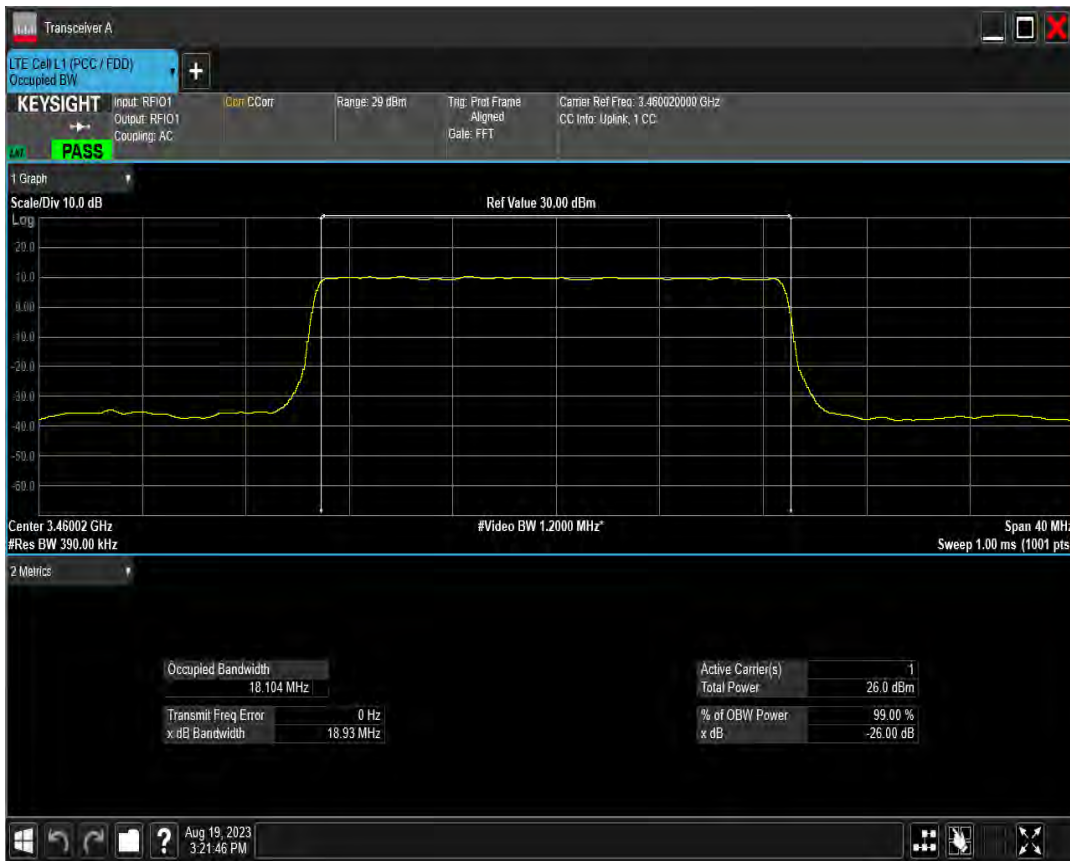 Transceiver A
LTE Cell L1 (PCC / FDD)
Occupied BW
+
KEYSIGHT
PASS
Input: RFIO1
Output: RFIO1
Coupling: AC
Corr CCorr
Range: 29 dBm
Trig: Prot Frame
Aligned
Gate: FFT
Carrier Ref Freq: 3.460020000 GHz
CC Info: Uplink, 1 CC
1 Graph
Scale/Div 10.0 dB
Ref Value 30.00 dBm
Log
20.0
10.0
0.00
-10.0
-20.0
-30.0
-40.0
-50.0
-60.0
Center 3.46002 GHz
#Video BW 1.2000 MHz*
Span 40 MHz
#Res BW 390.00 kHz
Sweep 1.00 ms (1001 pts
2 Metrics
Occupied Bandwidth
18.104 MHz
Active Carrier(s) 1
Total Power 26.0 dBm
Transmit Freq Error 0 Hz
x dB Bandwidth 18.93 MHz
% of OBW Power 99.00 %
x dB -26.00 dB
?
Aug 19, 2023
3:21:46 PM